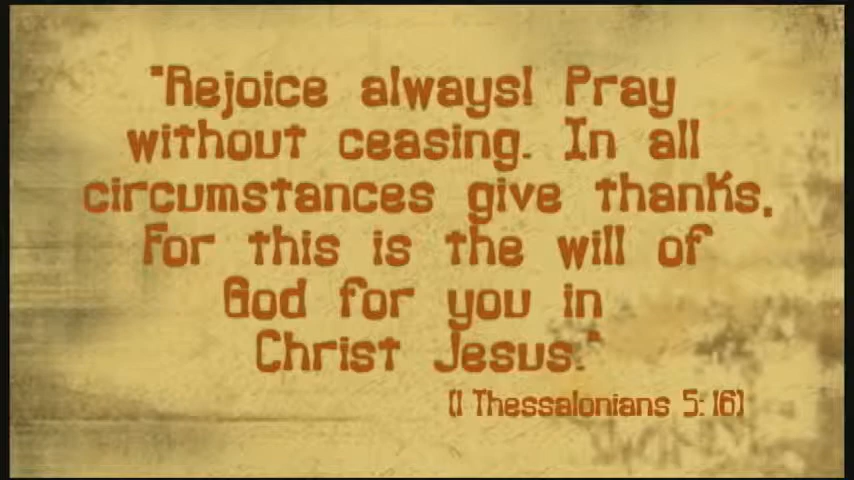 "Rejoice always! Pray
without ceasing. In all
circumstances give thanks.
For this is the will of
God for you in
Christ Jesus."
(1 Thessalonians 5:16)